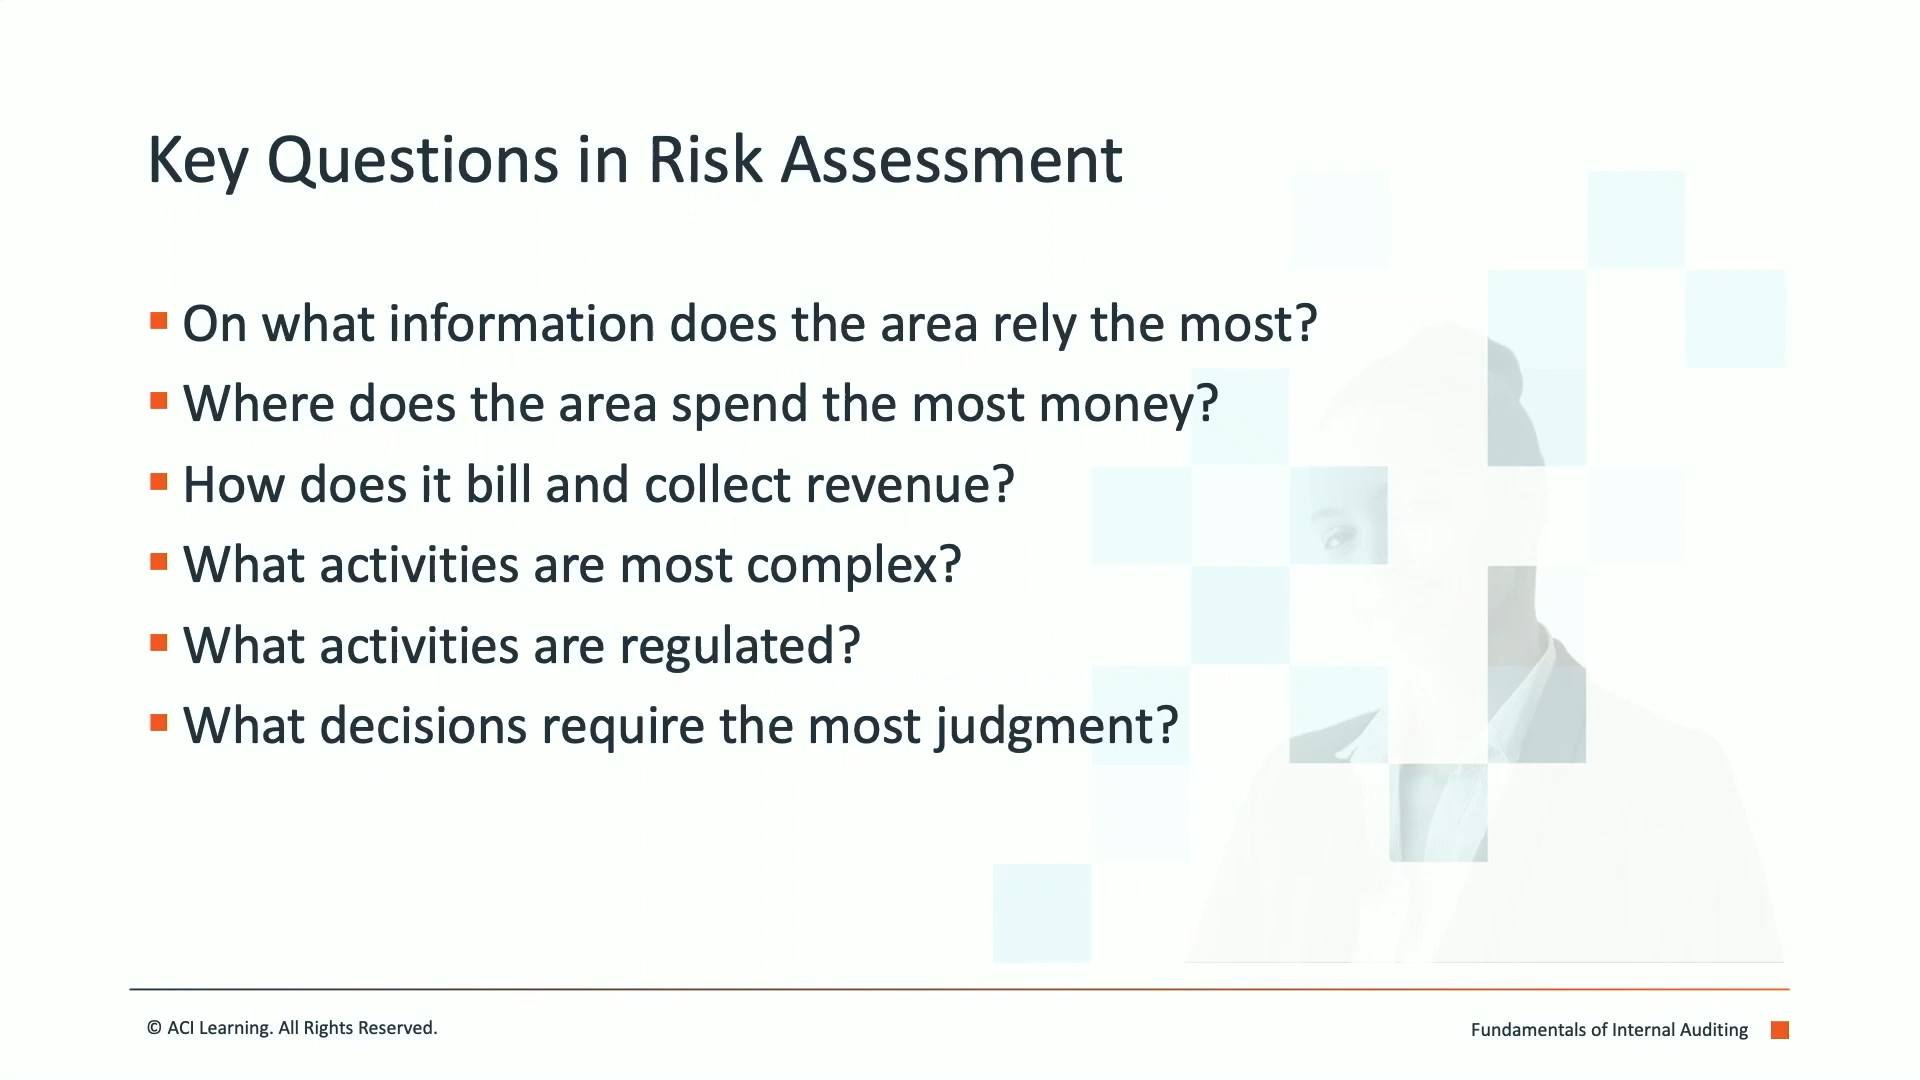 Key Questions in Risk Assessment
On what information does the area rely the most?
Where does the area spend the most money?
How does it bill and collect revenue?
What activities are most complex?
What activities are regulated?
What decisions require the most judgment?
© ACI Learning. All Rights Reserved.
Fundamentals of Internal Auditing